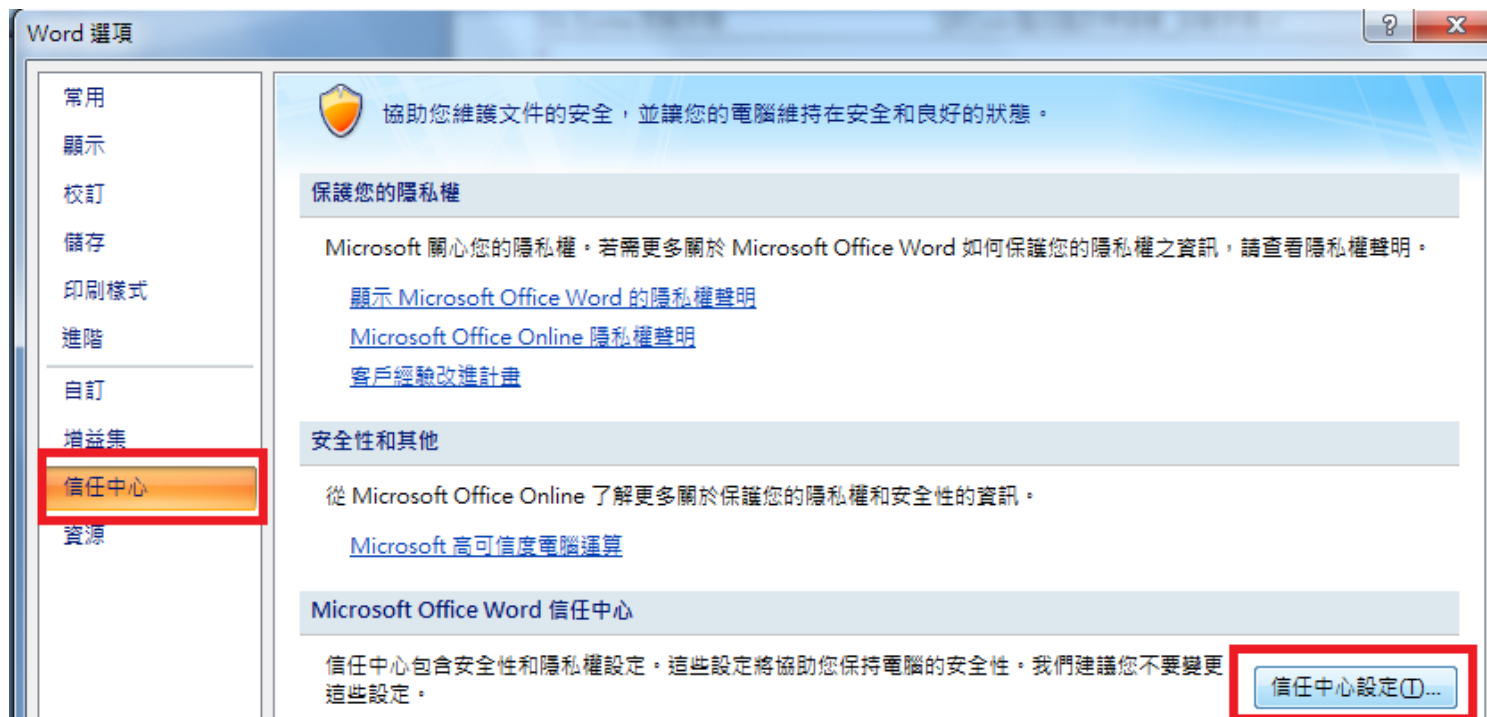 Word 選項
常用
顯示
校訂
儲存
印刷樣式
進階
自訂
增益集
信任中心
資源
協助您維護文件的安全，並讓您的電腦維持在安全和良好的狀態。
保護您的隱私權
Microsoft 關心您的隱私權。若需更多關於 Microsoft Office Word 如何保護您的隱私權之資訊，請查看隱私權聲明。
顯示 Microsoft Office Word 的隱私權聲明
Microsoft Office Online 隱私權聲明
客戶經驗改進計畫
安全性和其他
從 Microsoft Office Online 了解更多關於保護您的隱私權和安全性的資訊。
Microsoft 高可信度電腦運算
Microsoft Office Word 信任中心
信任中心包含安全性和隱私權設定。這些設定將協助您保持電腦的安全性。我們建議您不要變更
這些設定。
信任中心設定(T)...